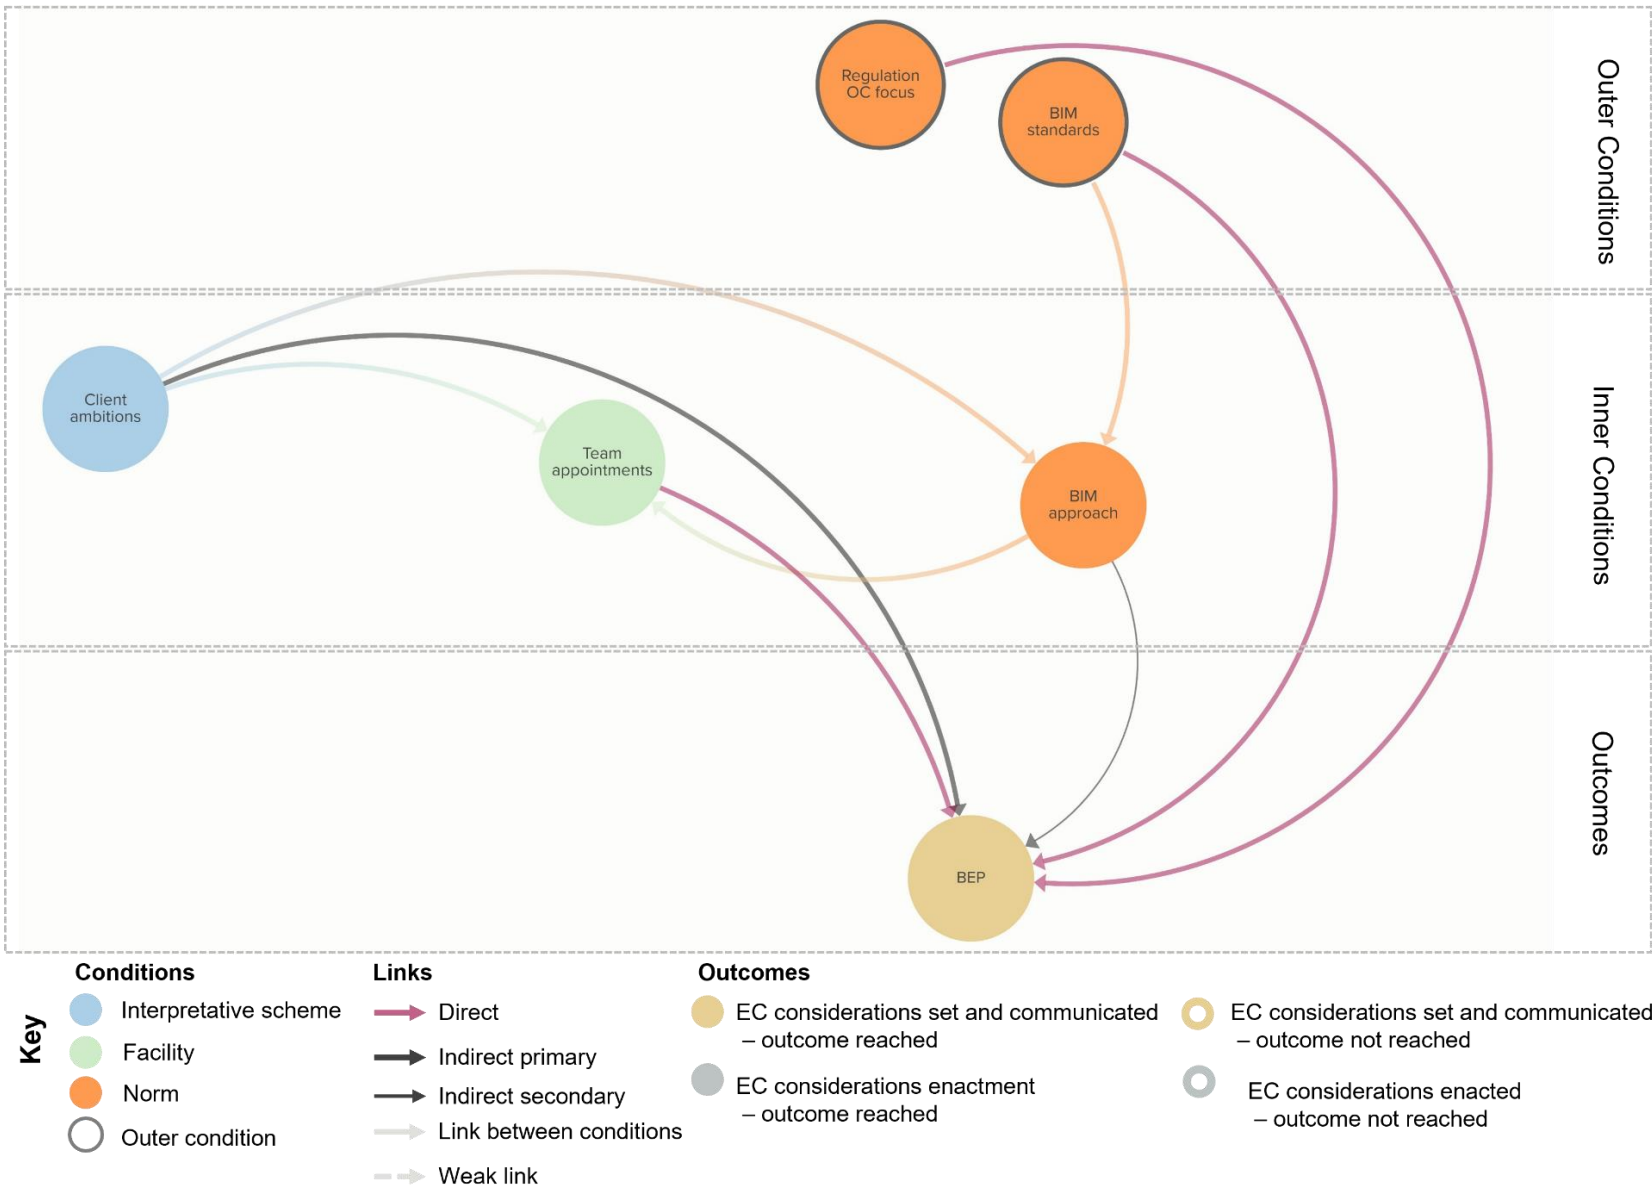 Regulation
OC focus
BIM
standards
Outer Conditions
Client
ambitions
Team
appointments
BIM
approach
Inner Conditions
BEP
Outcomes
Key
Conditions
Interpretative scheme
Facility
Norm
Outer condition
Links
Direct
Indirect primary
Indirect secondary
Link between conditions
Weak link
Outcomes
EC considerations set and communicated
– outcome reached
EC considerations enactment
– outcome reached
EC considerations set and communicated
– outcome not reached
EC considerations enacted
– outcome not reached